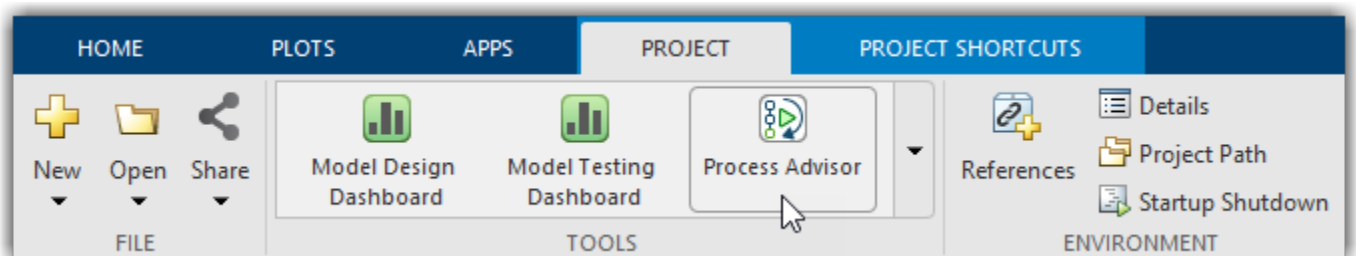 HOME PLOTS APPS PROJECT PROJECT SHORTCUTS
New Open Share
Model Design
Dashboard
Model Testing
Dashboard
Process Advisor
References
Details
Project Path
Startup Shutdown
FILE TOOLS ENVIRONMENT